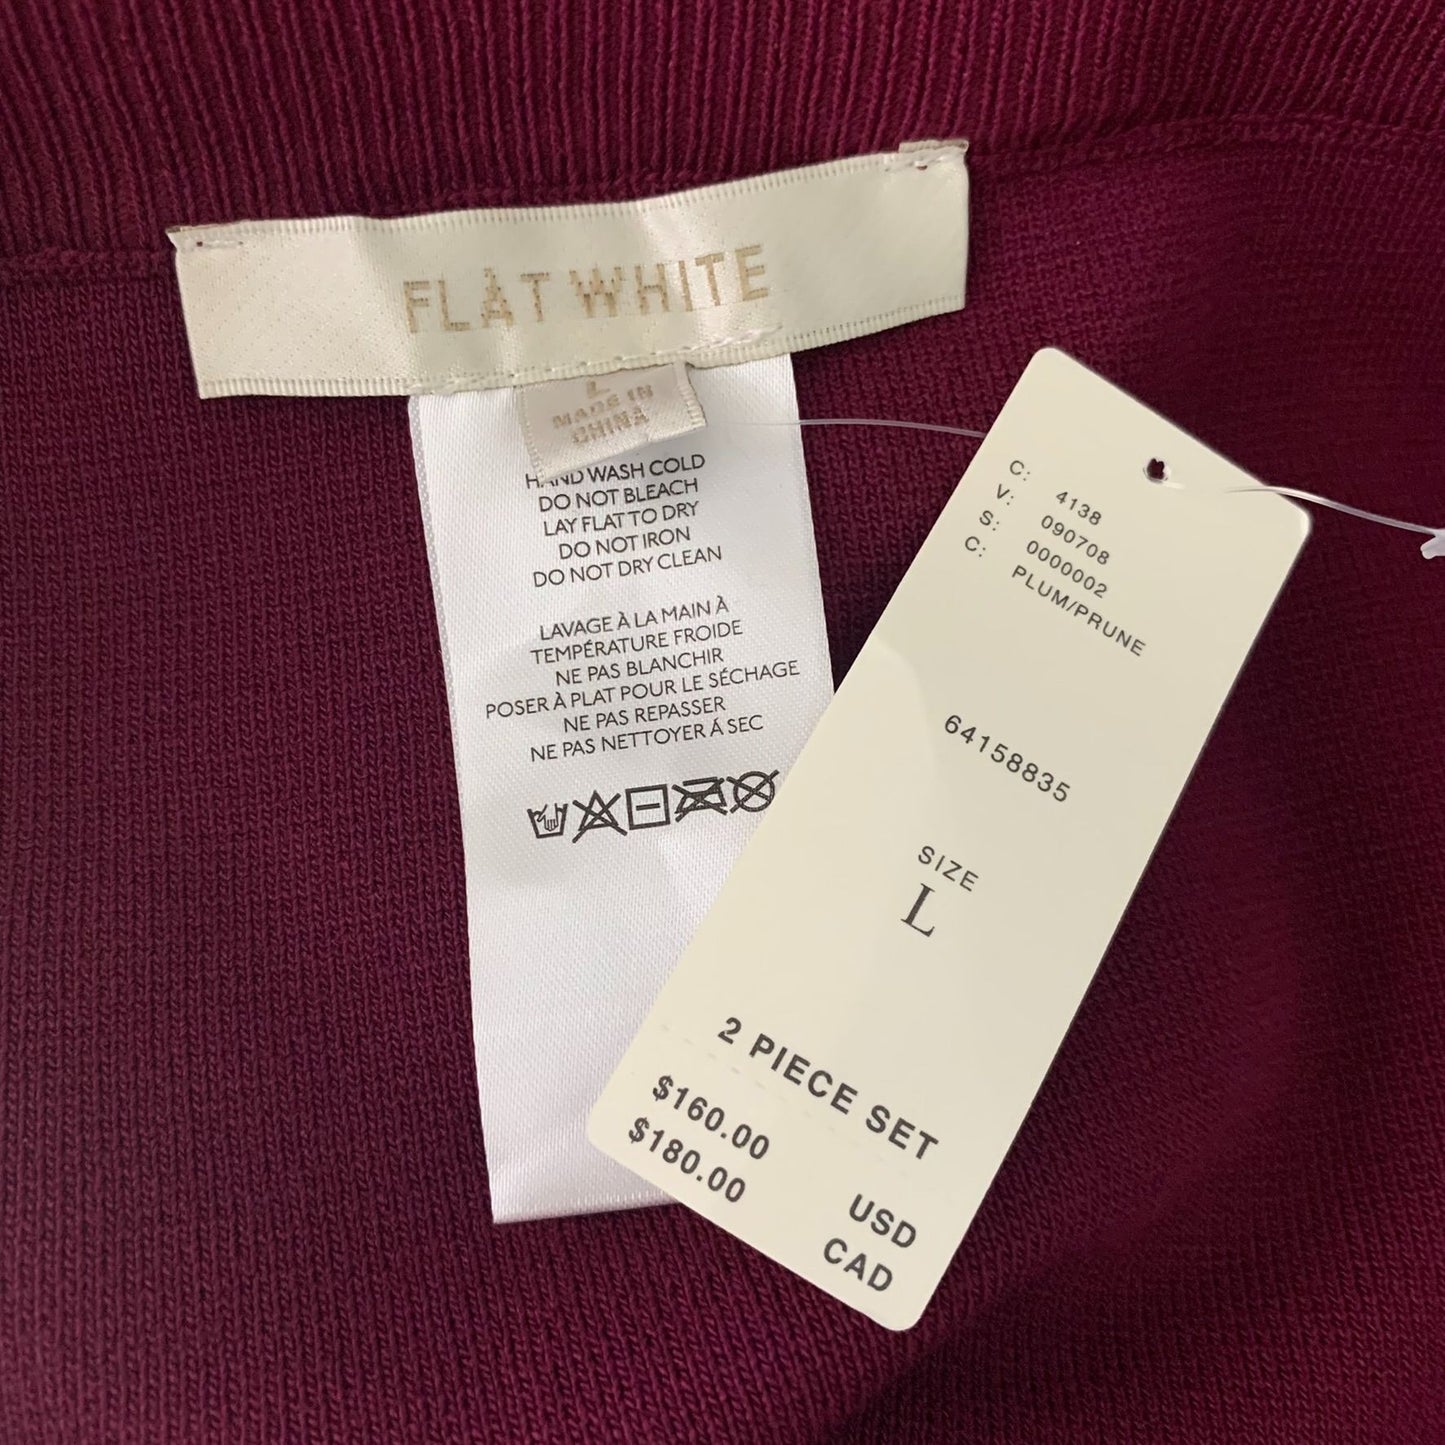 FLAT WHITE
L
MADE IN
CHINA
HAND WASH COLD
DO NOT BLEACH
LAY FLAT TO DRY
DO NOT IRON
DO NOT DRY CLEAN
LAVAGE À LA MAIN À
TEMPÉRATURE FROIDE
NE PAS BLANCHIR
POSER À PLAT POUR LE SÉCHAGE
NE PAS REPASSER
NE PAS NETTOYER Á SEC
C: 4138
V: 090708
S: 0000002
C: PLUM/PRUNE
64158835
SIZE
L
2 PIECE SET
$160.00 USD
$180.00 CAD